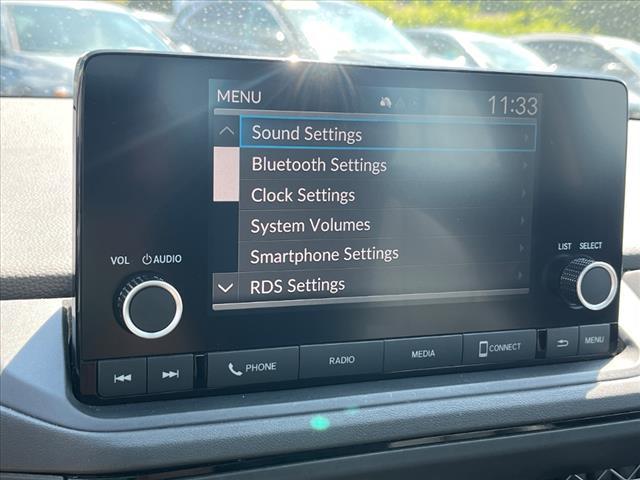 MENU 11:33
Sound Settings
Bluetooth Settings
Clock Settings
System Volumes
Smartphone Settings
RDS Settings
VOL AUDIO
LIST SELECT
PHONE RADIO MEDIA CONNECT MENU